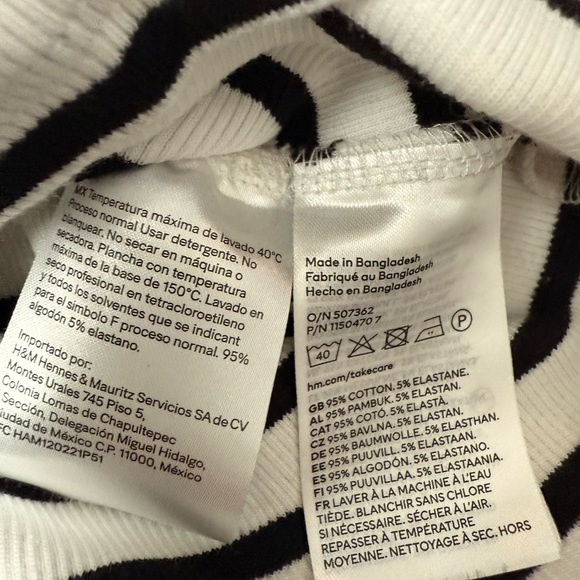 MX Temperatura máxima de lavado 40°C
Proceso normal Usar detergente. No
blanquear. No secar en máquina o
secadora. Plancha con temperatura
máxima de la base de 150°C. Lavado en
seco profesional en tetracloroetileno
y todos los solventes que se indican
para el símbolo F proceso normal. 95%
algodón 5% elastano.
Importado por:
H&M Hennes & Mauritz Servicios SA de CV
Montes Urales 745 Piso 5,
Colonia Lomas de Chapultepec
Sección, Delegación Miguel Hidalgo,
Ciudad de México C.P. 11000, México
RFC HAM120221P51
Made in Bangladesh
Fabriqué au Bangladesh
Hecho en Bangladesh
O/N 507362
P/N 1150470 7
40 P
hm.com/takecare
GB 95% COTTON. 5% ELASTANE.
AL 95% PAMBUK. 5% ELASTAN.
CAT 95% COTÓ. 5% ELASTÀ.
CZ 95% BAVLNA. 5% ELASTAN.
DE 95% BAUMWOLLE. 5% ELASTHAN.
EE 95% PUUVILL. 5% ELASTAAN.
ES 95% ALGODÓN. 5% ELASTANO.
FI 95% PUUVILLAA. 5% ELASTAANIA.
FR LAVER À LA MACHINE À L'EAU
TIÈDE. BLANCHIR SANS CHLORE
SI NÉCESSAIRE. SÉCHER À L'AIR.
REPASSER À TEMPÉRATURE
MOYENNE. NETTOYAGE À SEC. HORS